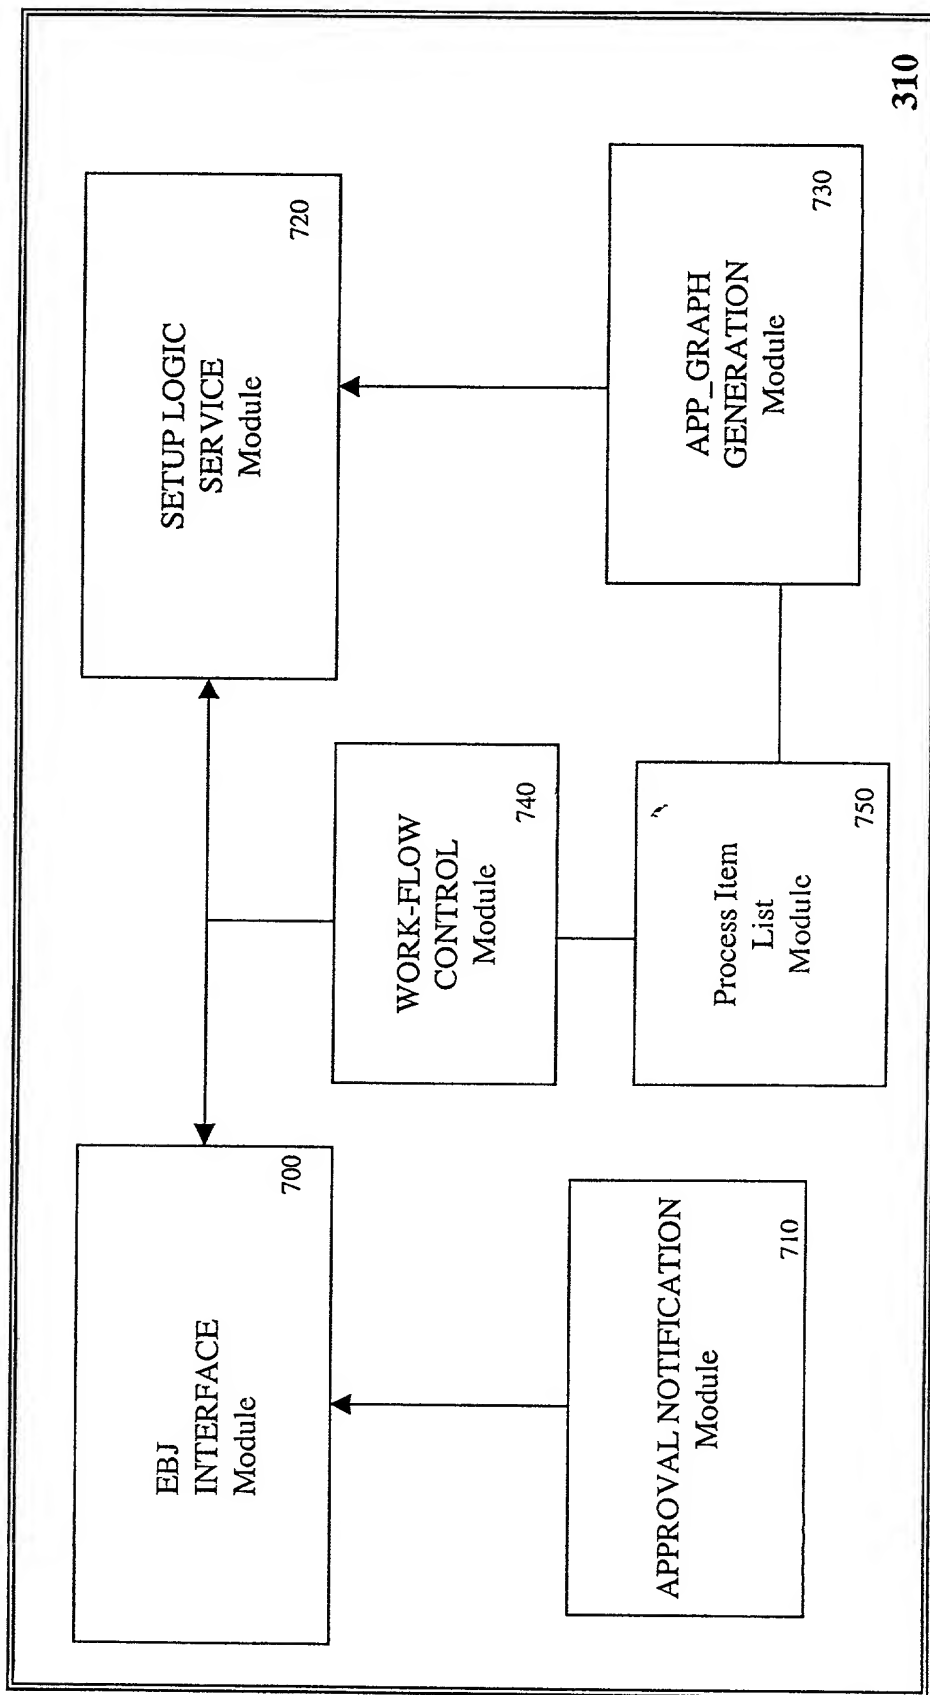 EBJ
INTERFACE
Module
700
SETUP LOGIC
SERVICE
Module
720
WORK-FLOW
CONTROL
Module
740
APPROVAL NOTIFICATION
Module
710
Process Item
List
Module
750
APP_GRAPH
GENERATION
Module
730
310